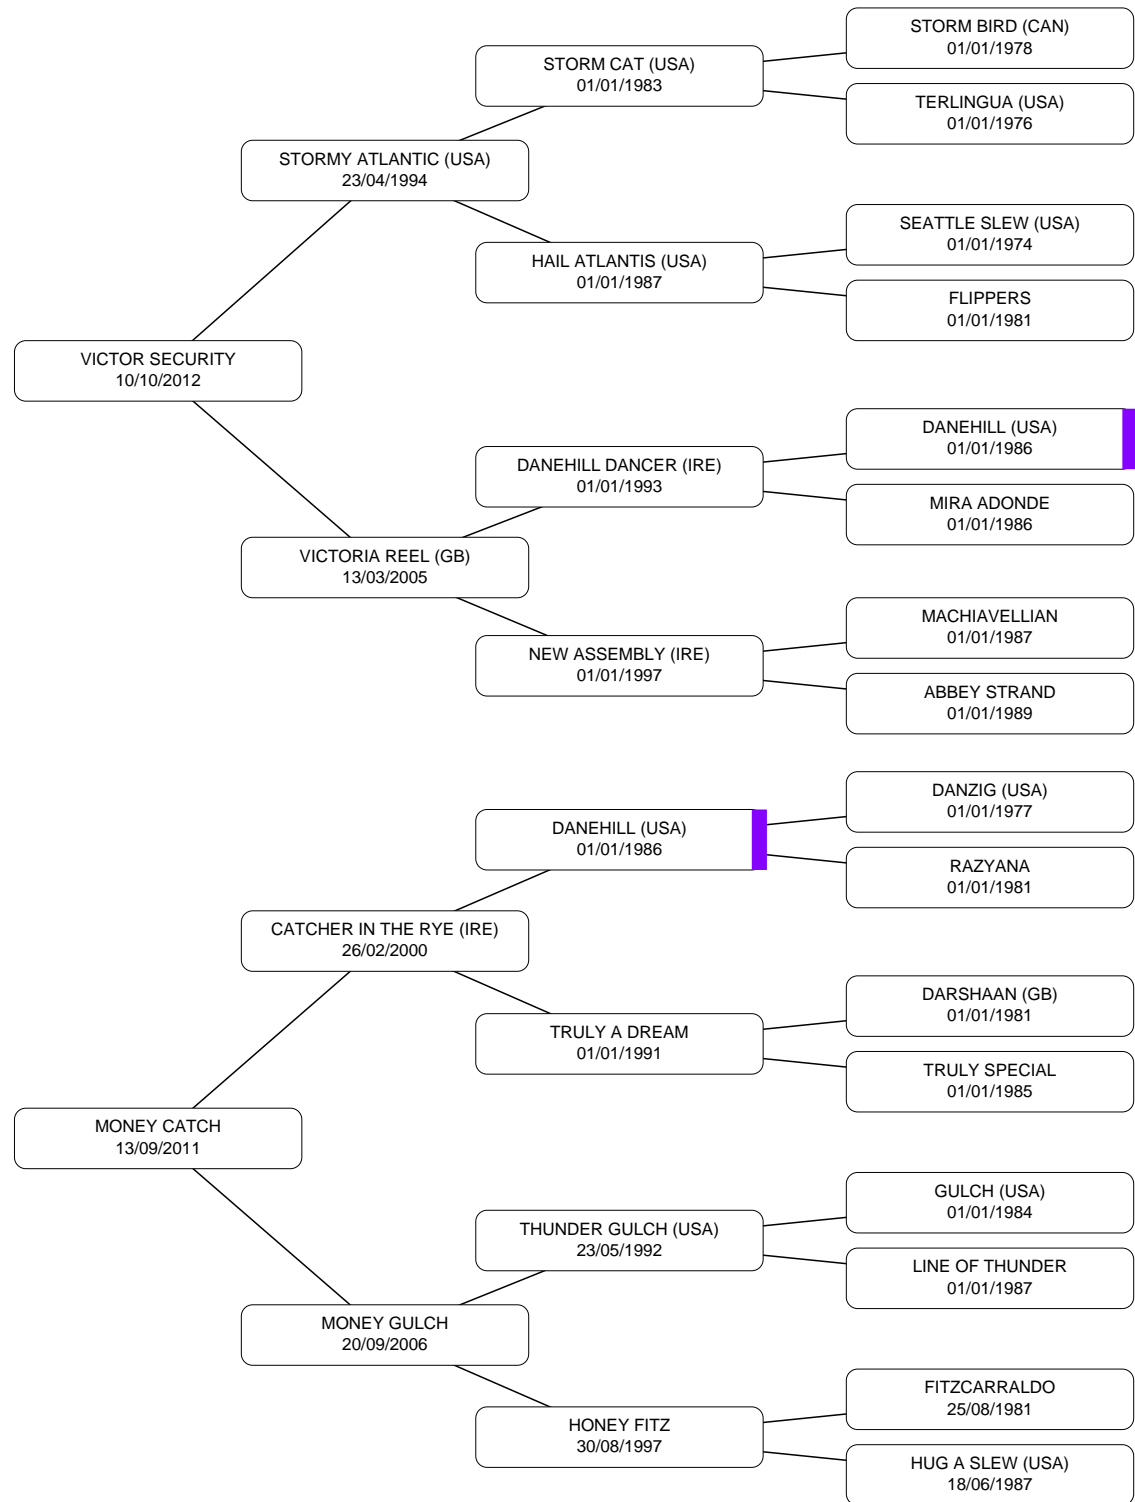 STORM BIRD (CAN)
01/01/1978
STORM CAT (USA)
01/01/1983
TERLINGUA (USA)
01/01/1976
STORMY ATLANTIC (USA)
23/04/1994
SEATTLE SLEW (USA)
01/01/1974
HAIL ATLANTIS (USA)
01/01/1987
FLIPPERS
01/01/1981
VICTOR SECURITY
10/10/2012
DANEHILL (USA)
01/01/1986
DANEHILL DANCER (IRE)
01/01/1993
MIRA ADONDE
01/01/1986
VICTORIA REEL (GB)
13/03/2005
MACHIAVELLIAN
01/01/1987
NEW ASSEMBLY (IRE)
01/01/1997
ABBEY STRAND
01/01/1989
DANZIG (USA)
01/01/1977
DANEHILL (USA)
01/01/1986
RAZYANA
01/01/1981
CATCHER IN THE RYE (IRE)
26/02/2000
DARSHAAN (GB)
01/01/1981
TRULY A DREAM
01/01/1991
TRULY SPECIAL
01/01/1985
MONEY CATCH
13/09/2011
GULCH (USA)
01/01/1984
THUNDER GULCH (USA)
23/05/1992
LINE OF THUNDER
01/01/1987
MONEY GULCH
20/09/2006
FITZCARRALDO
25/08/1981
HONEY FITZ
30/08/1997
HUG A SLEW (USA)
18/06/1987